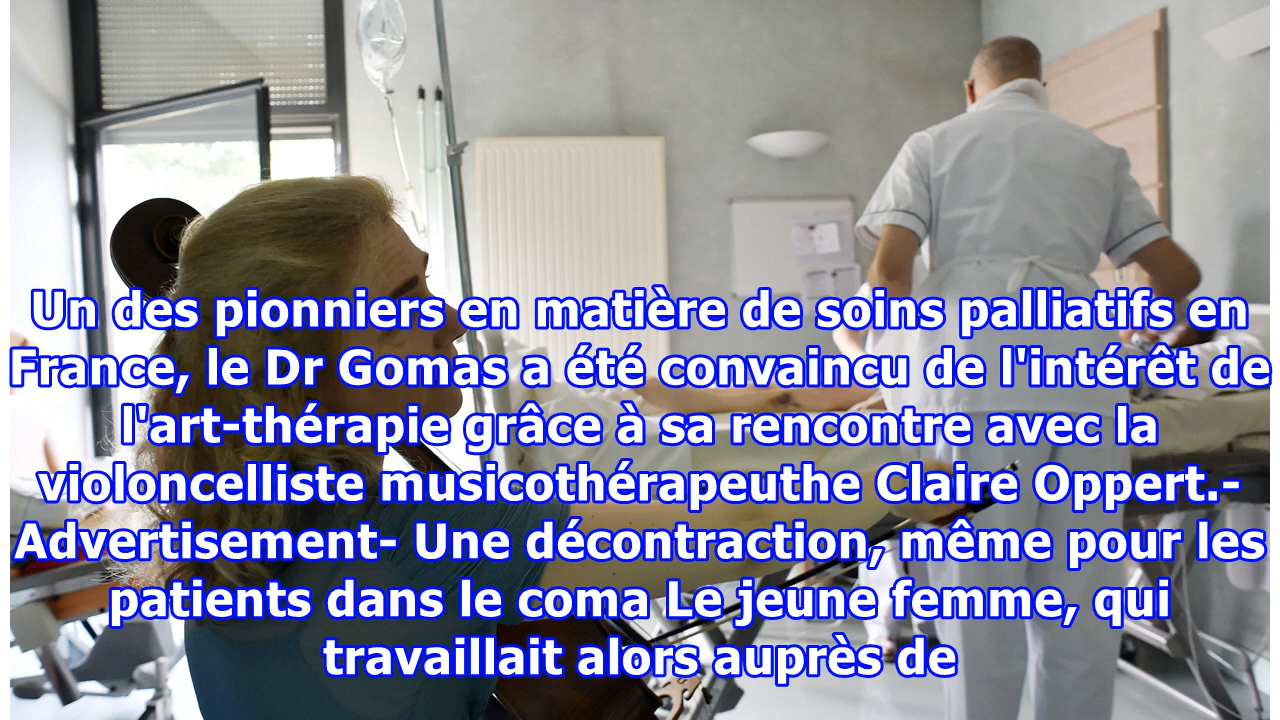 Un des pionniers en matière de soins palliatifs en
France, le Dr Gomas a été convaincu de l'intérêt de
l'art-thérapie grâce à sa rencontre avec la
violoncelliste musicothérapeuthe Claire Oppert.-
Advertisement- Une décontraction, même pour les
patients dans le coma Le jeune femme, qui
travaillait alors auprès de